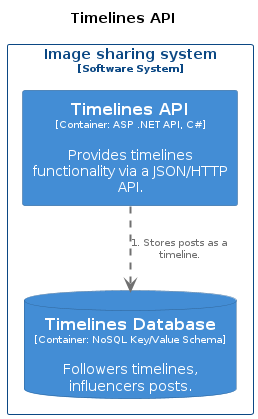 Timelines API
Image sharing system
[Software System]
Timelines API
[Container: ASP .NET API, C#]
Provides timelines
functionality via a JSON/HTTP
API.
1. Stores posts as a
timeline.
Timelines Database
[Container: NoSQL Key/Value Schema]
Followers timelines,
influencers posts.